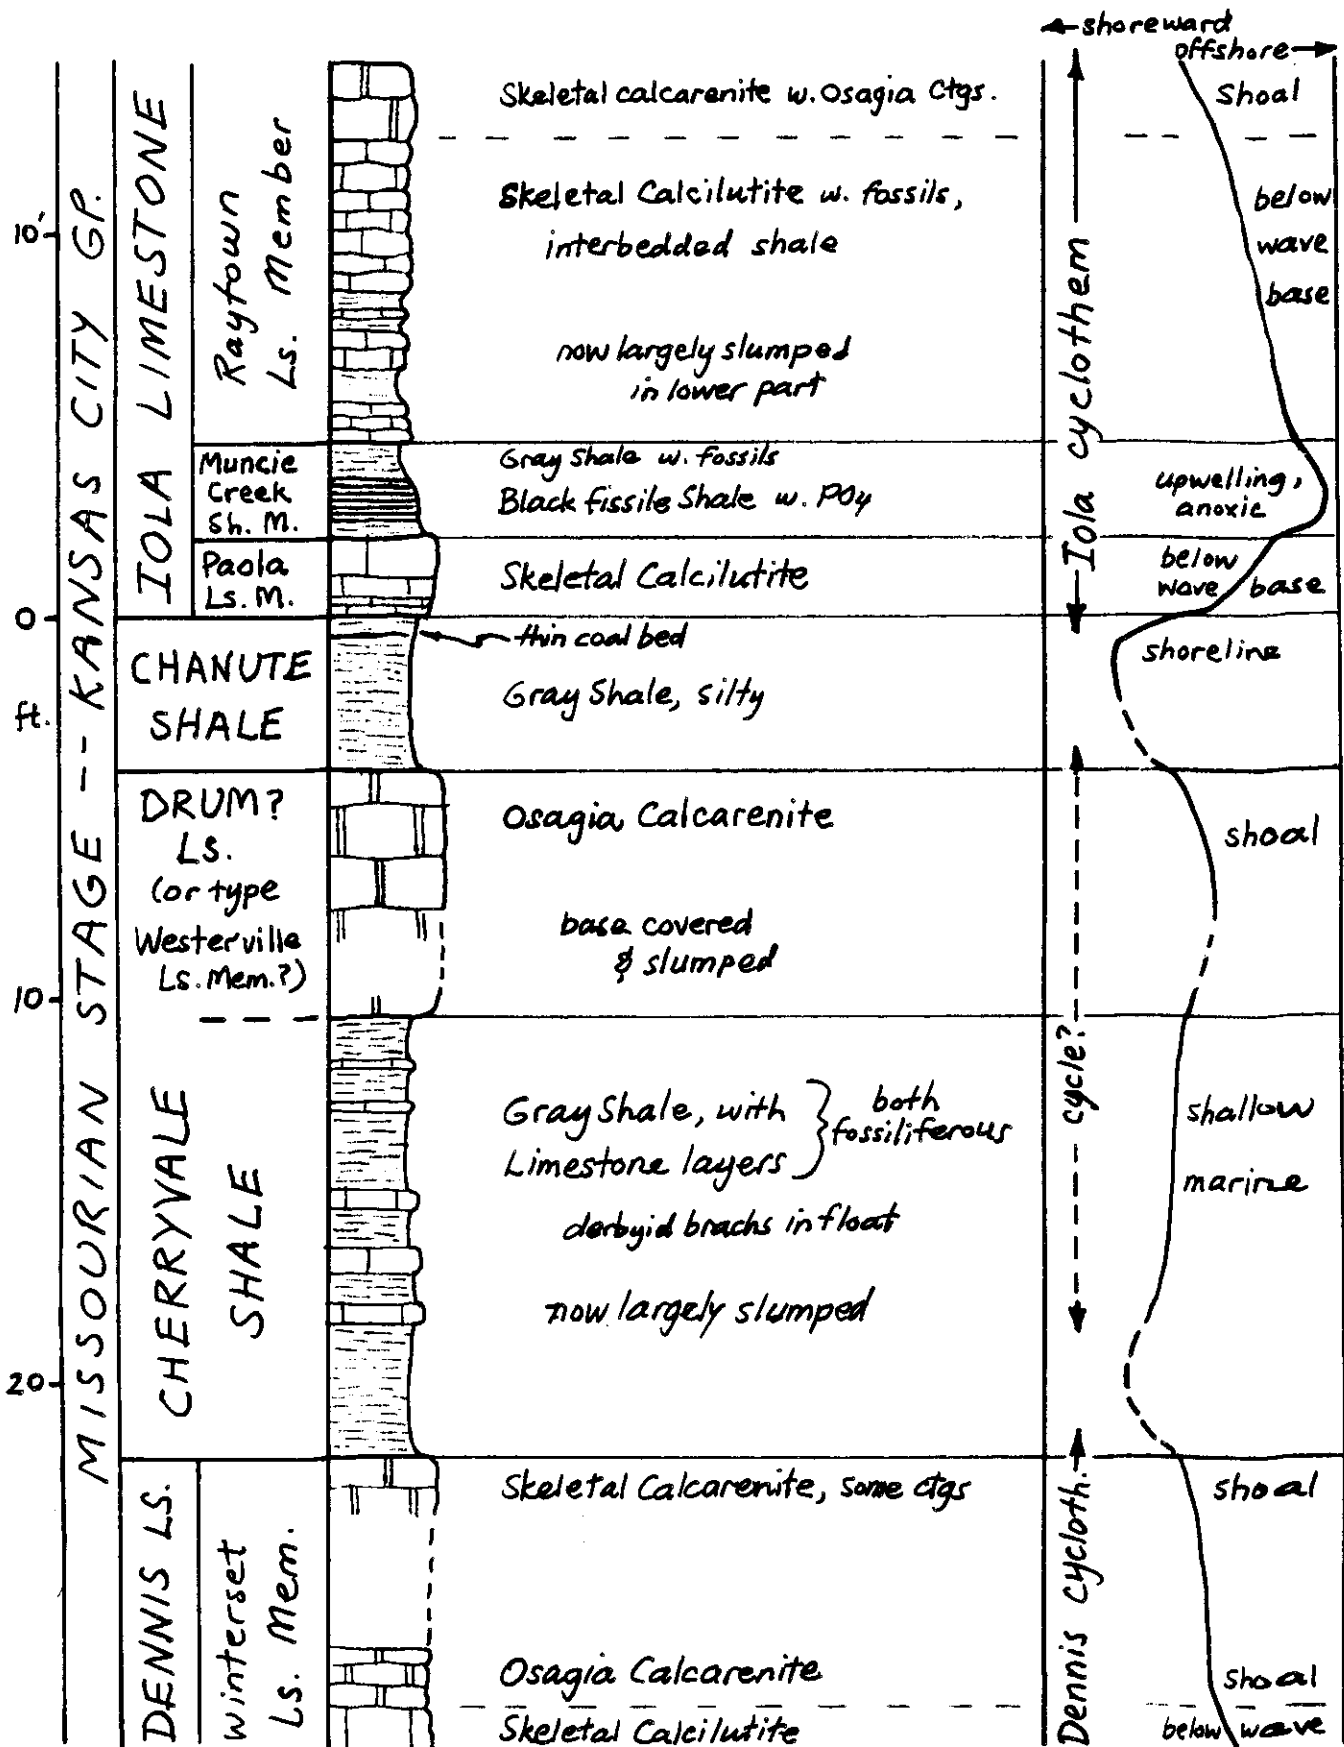 ←shoreward
offshore→
MISSOURIAN STAGE -- KANSAS CITY GP.
10'
0
ft.
10
20
IOLA LIMESTONE
Raytown
Ls. Member
Skeletal calcarenite w. Osagia Ctgs.
Skeletal Calcilutite w. fossils,
interbedded shale
now largely slumped
in lower part
Iola cyclothem
Shoal
below
wave
base
Muncie
Creek
Sh. M.
Gray Shale w. fossils
Black fissile Shale w. PO4
upwelling,
anoxic
Paola
Ls. M.
Skeletal Calcilutite
below
wave base
CHANUTE
SHALE
thin coal bed
Gray Shale, silty
shoreline
DRUM?
LS.
(or type
Westerville
Ls. Mem.?)
Osagia Calcarenite
base covered
& slumped
shoal
cycle?
CHERRYVALE
SHALE
Gray Shale, with
Limestone layers
both
fossiliferous
derbyid brachs in float
now largely slumped
shallow
marine
DENNIS LS.
Winterset
Ls. Mem.
Skeletal Calcarenite, some ctgs
Osagia Calcarenite
Skeletal Calcilutite
Dennis cycloth.
shoal
shoal
below wave